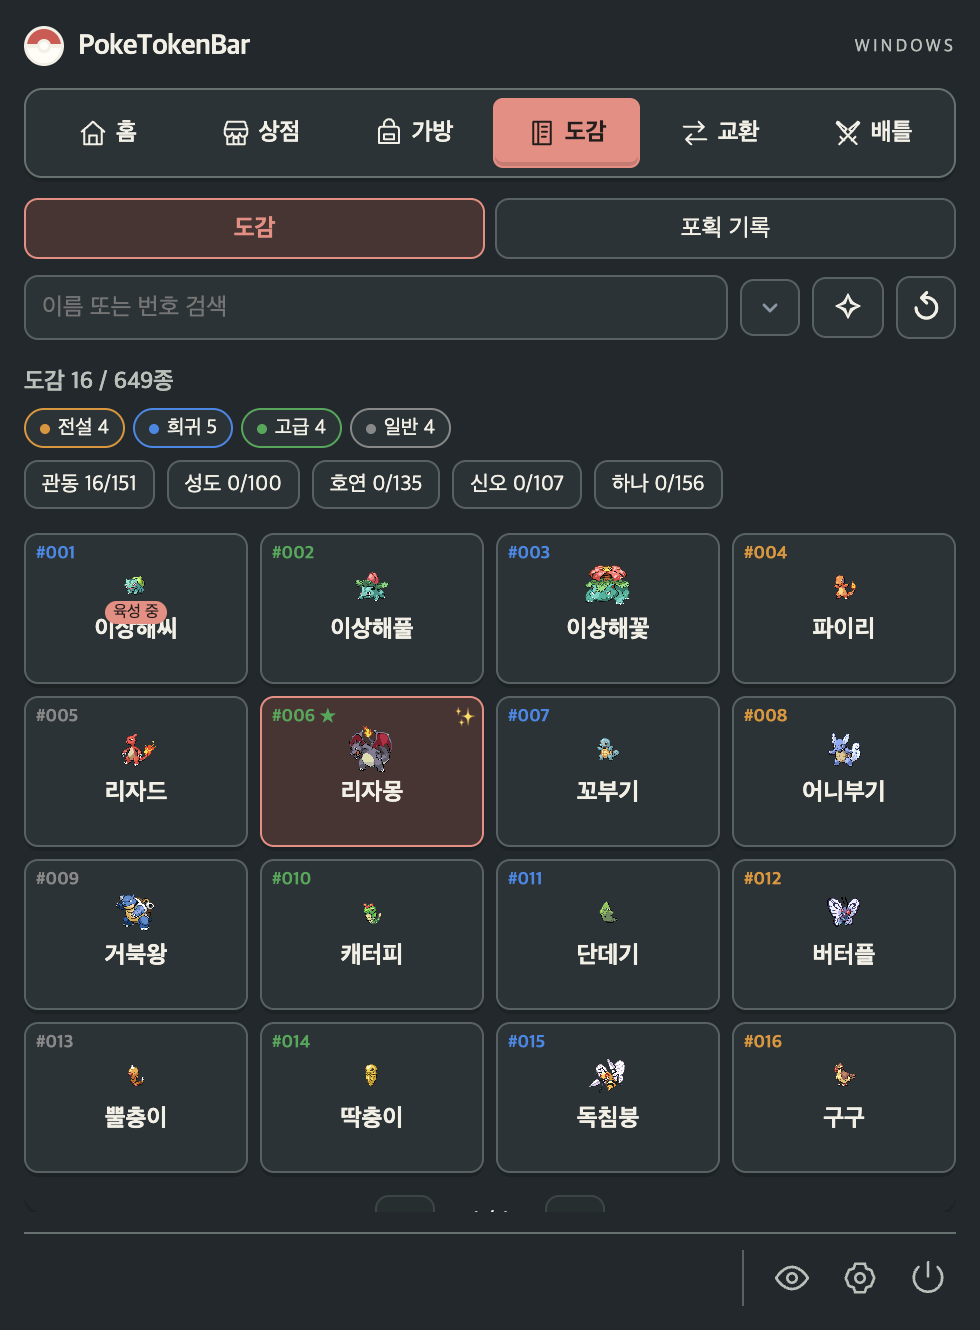 PokeTokenBar
WINDOWS
홈 상점 가방 도감 교환 배틀
도감 포획 기록
이름 또는 번호 검색
도감 16 / 649종
전설 4 희귀 5 고급 4 일반 4
관동 16/151 성도 0/100 호연 0/135 신오 0/107 하나 0/156
#001 #002 #003 #004
육성 중
이상해씨 이상해풀 이상해꽃 파이리
#005 #006 ★ #007 #008
리자드 리자몽 꼬부기 어니부기
#009 #010 #011 #012
거북왕 캐터피 단데기 버터플
#013 #014 #015 #016
뿔충이 딱충이 독침붕 구구